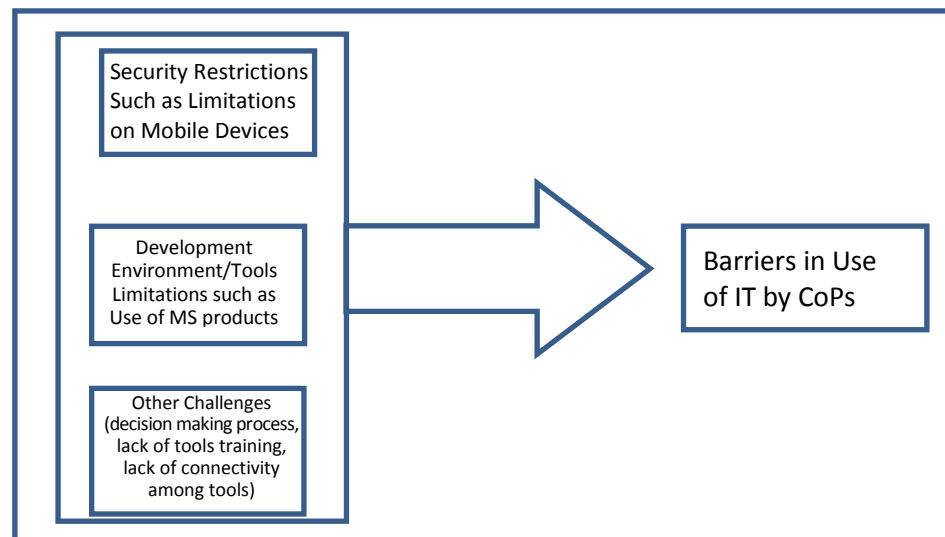 Security Restrictions
Such as Limitations
on Mobile Devices
Development
Environment/Tools
Limitations such as
Use of MS products
Other Challenges
(decision making process,
lack of tools training,
lack of connectivity
among tools)
Barriers in Use
of IT by CoPs